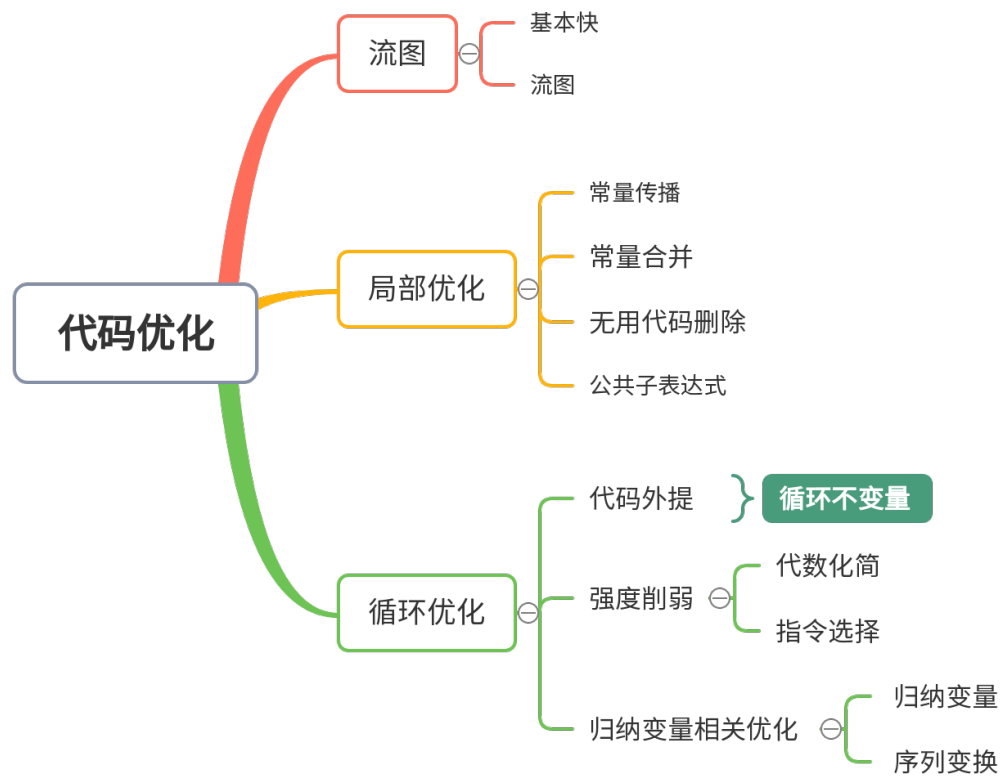 代码优化
流图
基本快
流图
局部优化
常量传播
常量合并
无用代码删除
公共子表达式
循环优化
代码外提
循环不变量
强度削弱
代数化简
指令选择
归纳变量相关优化
归纳变量
序列变换